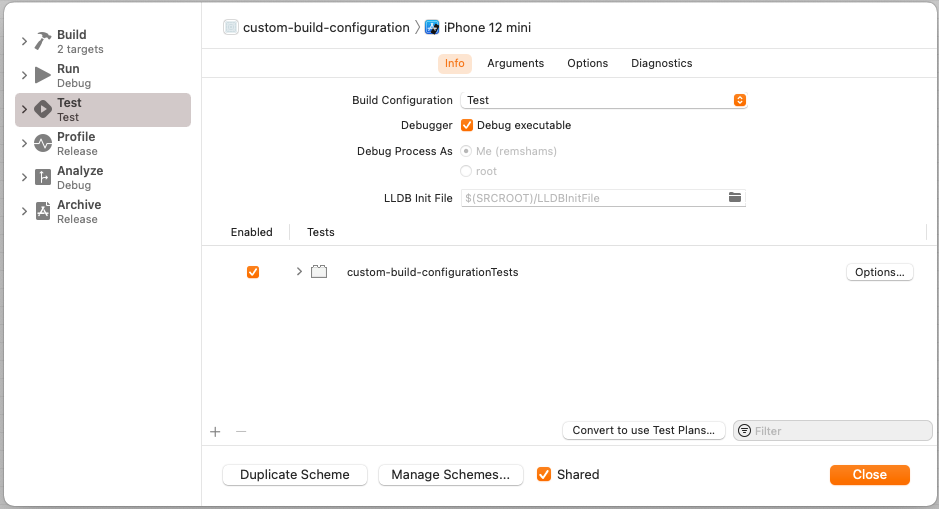 custom-build-configuration 〉 iPhone 12 mini
Build
2 targets
Run
Debug
Test
Test
Profile
Release
Analyze
Debug
Archive
Release
Info Arguments Options Diagnostics
Build Configuration Test
Debugger Debug executable
Debug Process As Me (remshams)
root
LLDB Init File $(SRCROOT)/LLDBInitFile
Enabled Tests
custom-build-configurationTests Options...
+ − Convert to use Test Plans... Filter
Duplicate Scheme Manage Schemes... Shared Close